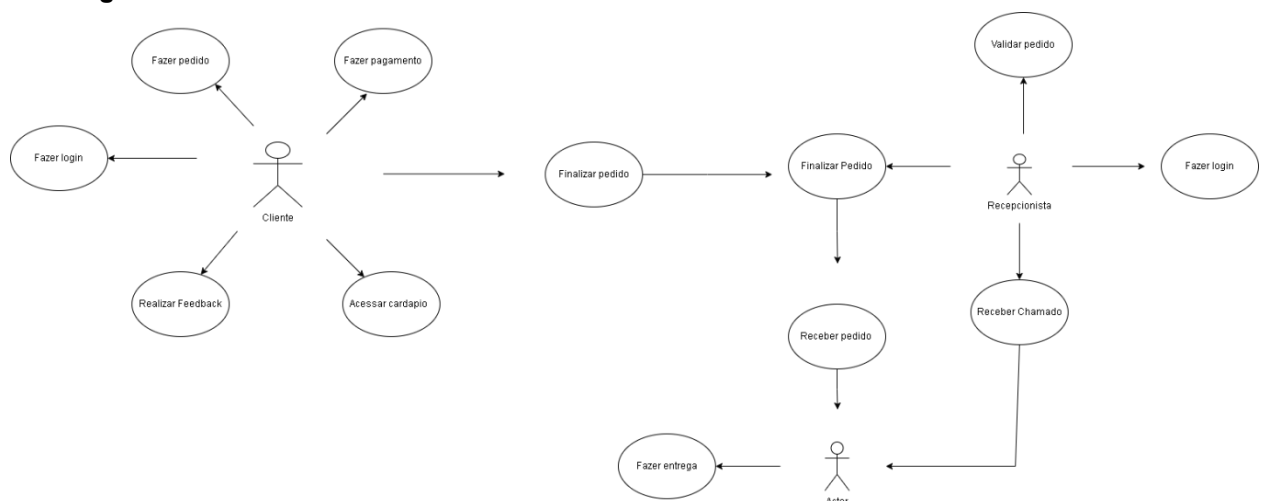 Validar pedido
Fazer pedido
Fazer pagamento
Fazer login
Finalizar pedido
Finalizar Pedido
Fazer login
Recepcionista
Cliente
Realizar Feedback
Acessar cardapio
Receber Chamado
Receber pedido
Fazer entrega